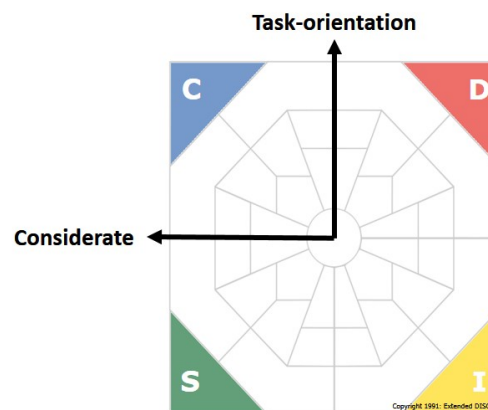 Task-orientation
C
D
Considerate
S
I
Copyright 1991: Extended DISC